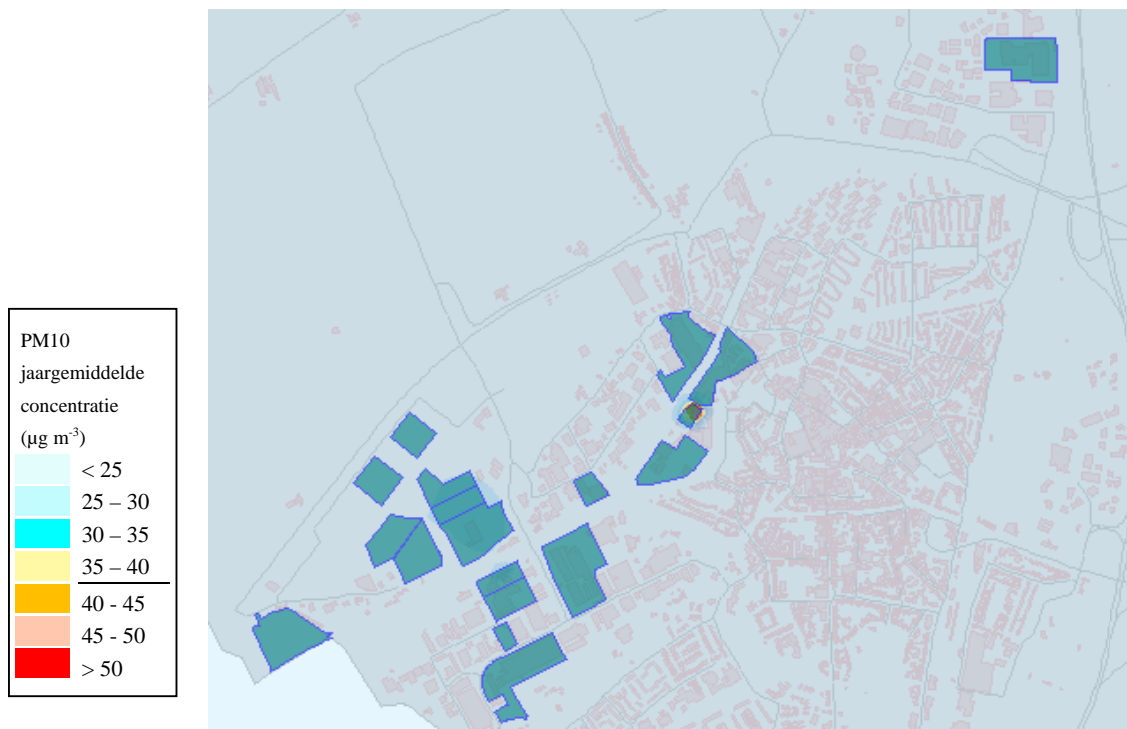 PM10
jaargemiddelde
concentratie
(µg m⁻³)
< 25
25 – 30
30 – 35
35 – 40
40 - 45
45 - 50
> 50